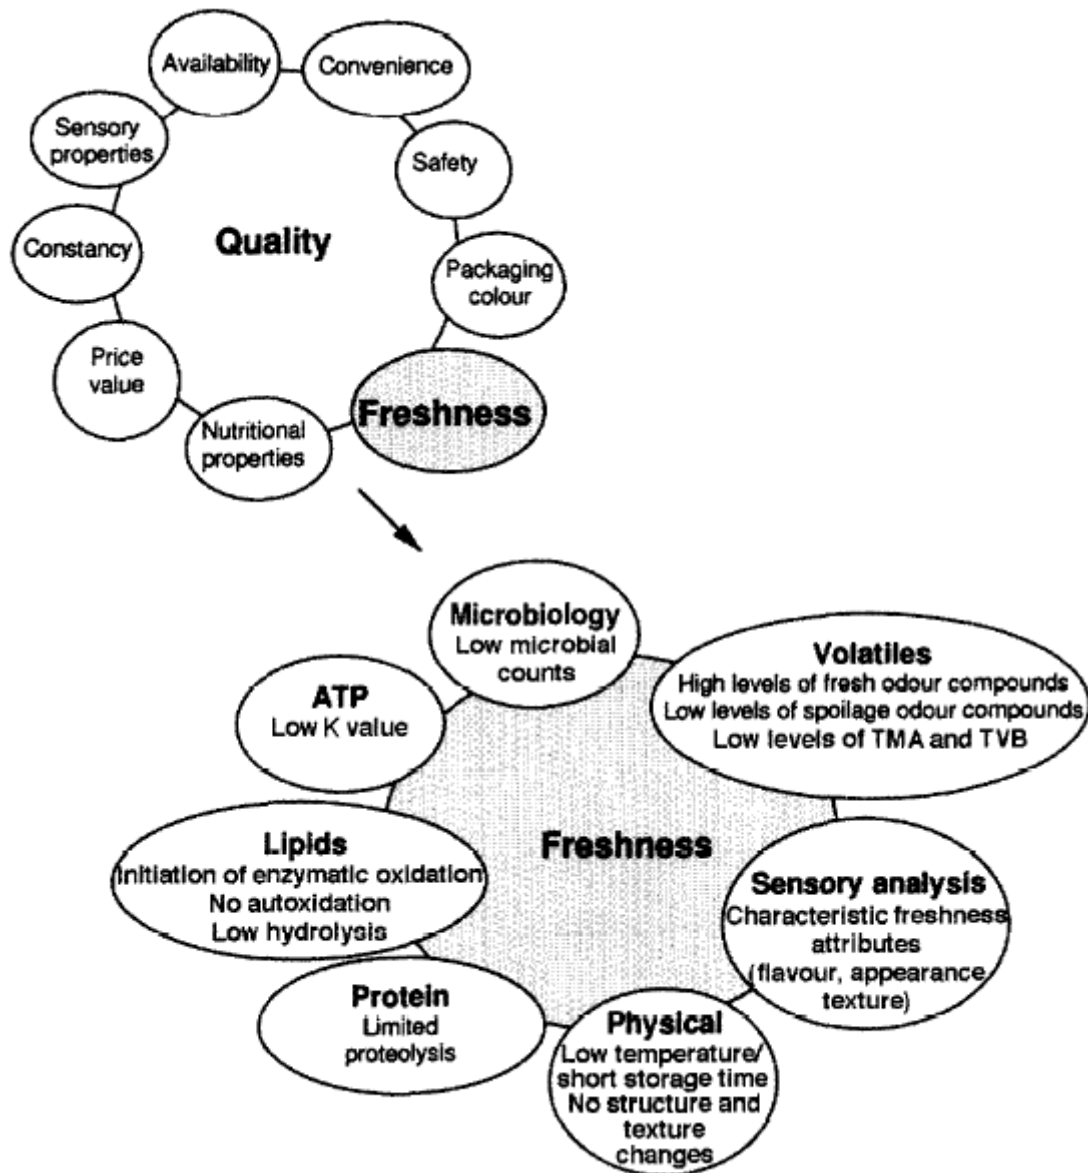 Availability
Convenience
Sensory
properties
Safety
Constancy
Quality
Packaging
colour
Price
value
Freshness
Nutritional
properties
Microbiology
Low microbial
counts
Volatiles
High levels of fresh odour compounds
Low levels of spoilage odour compounds
Low levels of TMA and TVB
ATP
Low K value
Lipids
Initiation of enzymatic oxidation
No autoxidation
Low hydrolysis
Freshness
Sensory analysis
Characteristic freshness
attributes
(flavour, appearance,
texture)
Protein
Limited
proteolysis
Physical
Low temperature/
short storage time
No structure and
texture
changes